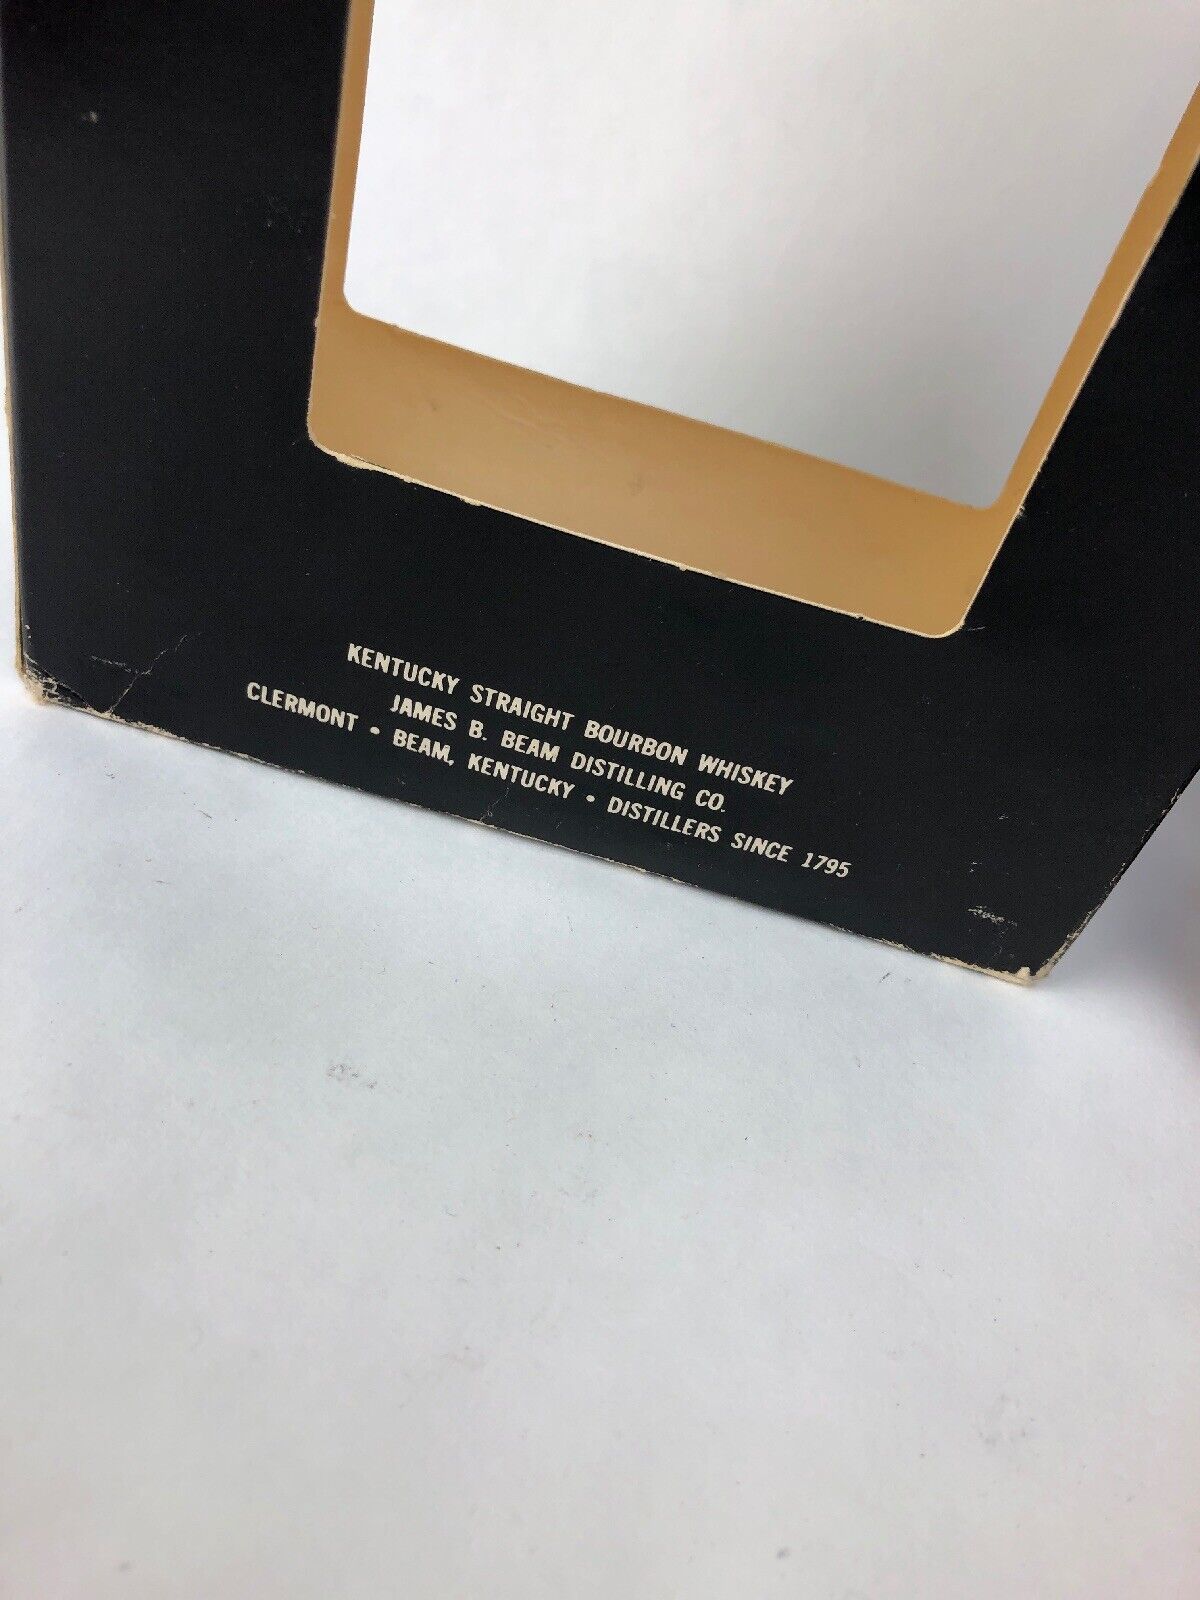 KENTUCKY STRAIGHT BOURBON WHISKEY
JAMES B. BEAM DISTILLING CO.
CLERMONT • BEAM, KENTUCKY • DISTILLERS SINCE 1795